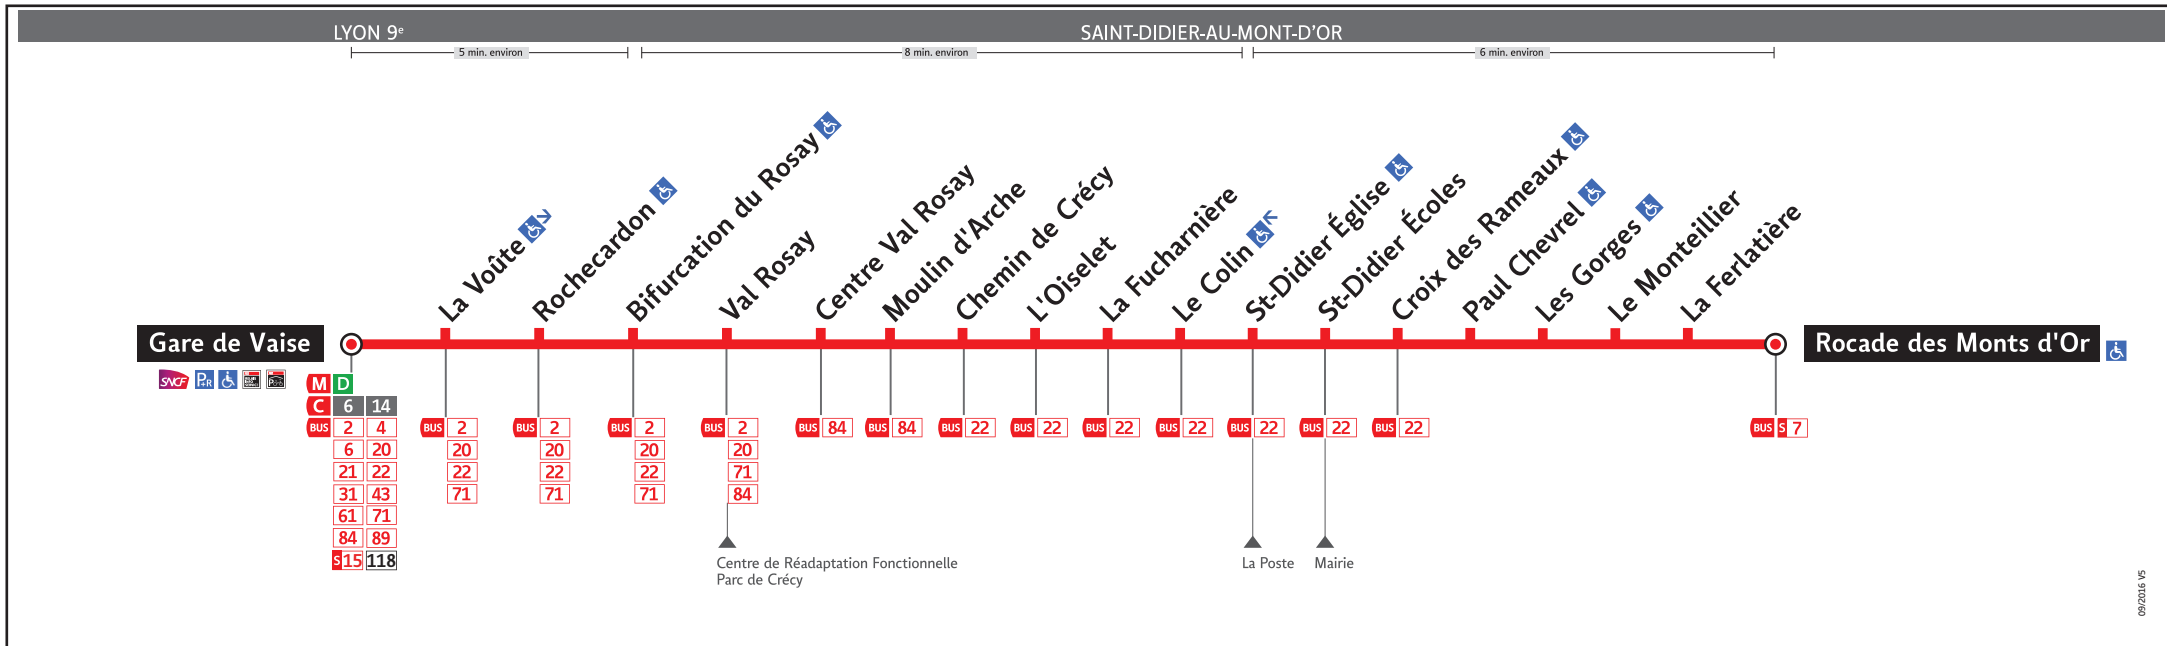 LYON 9e
SAINT-DIDIER-AU-MONT-D'OR
5 min. environ
8 min. environ
6 min. environ
Gare de Vaise
La Voûte
Rochecardon
Bifurcation du Rosay
Val Rosay
Centre Val Rosay
Moulin d'Arche
Chemin de Crécy
L'Oiselet
La Fucharnière
Le Colin
St-Didier Église
St-Didier Écoles
Croix des Rameaux
Paul Chevrel
Les Gorges
Le Monteillier
La Ferlatière
Rocade des Monts d'Or
SNCF P+R
M D
C 6 14
BUS 2 4
6 20
21 22
31 43
61 71
84 89
S15 118
BUS 2
20
22
71
BUS 2
20
22
71
BUS 2
20
22
71
BUS 2
20
71
84
BUS 84
BUS 84
BUS 22
BUS 22
BUS 22
BUS 22
BUS 22
BUS 22
BUS 22
BUS S 7
Centre de Réadaptation Fonctionnelle
Parc de Crécy
La Poste
Mairie
09/2016 V5